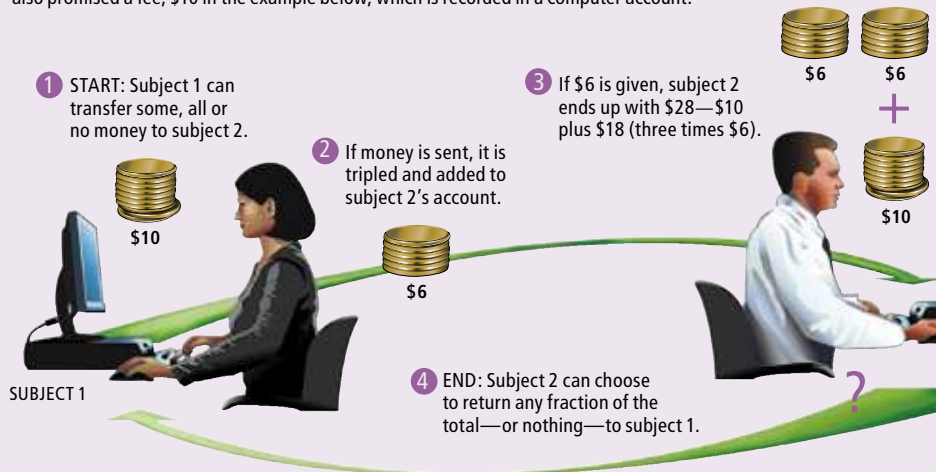 also promised a fee, $10 in the example below, which is recorded in a computer account.
1 START: Subject 1 can
transfer some, all or
no money to subject 2.
$10
2 If money is sent, it is
tripled and added to
subject 2's account.
$6
3 If $6 is given, subject 2
ends up with $28—$10
plus $18 (three times $6).
$6 $6
+
$10
SUBJECT 1
4 END: Subject 2 can choose
to return any fraction of the
total—or nothing—to subject 1.
?